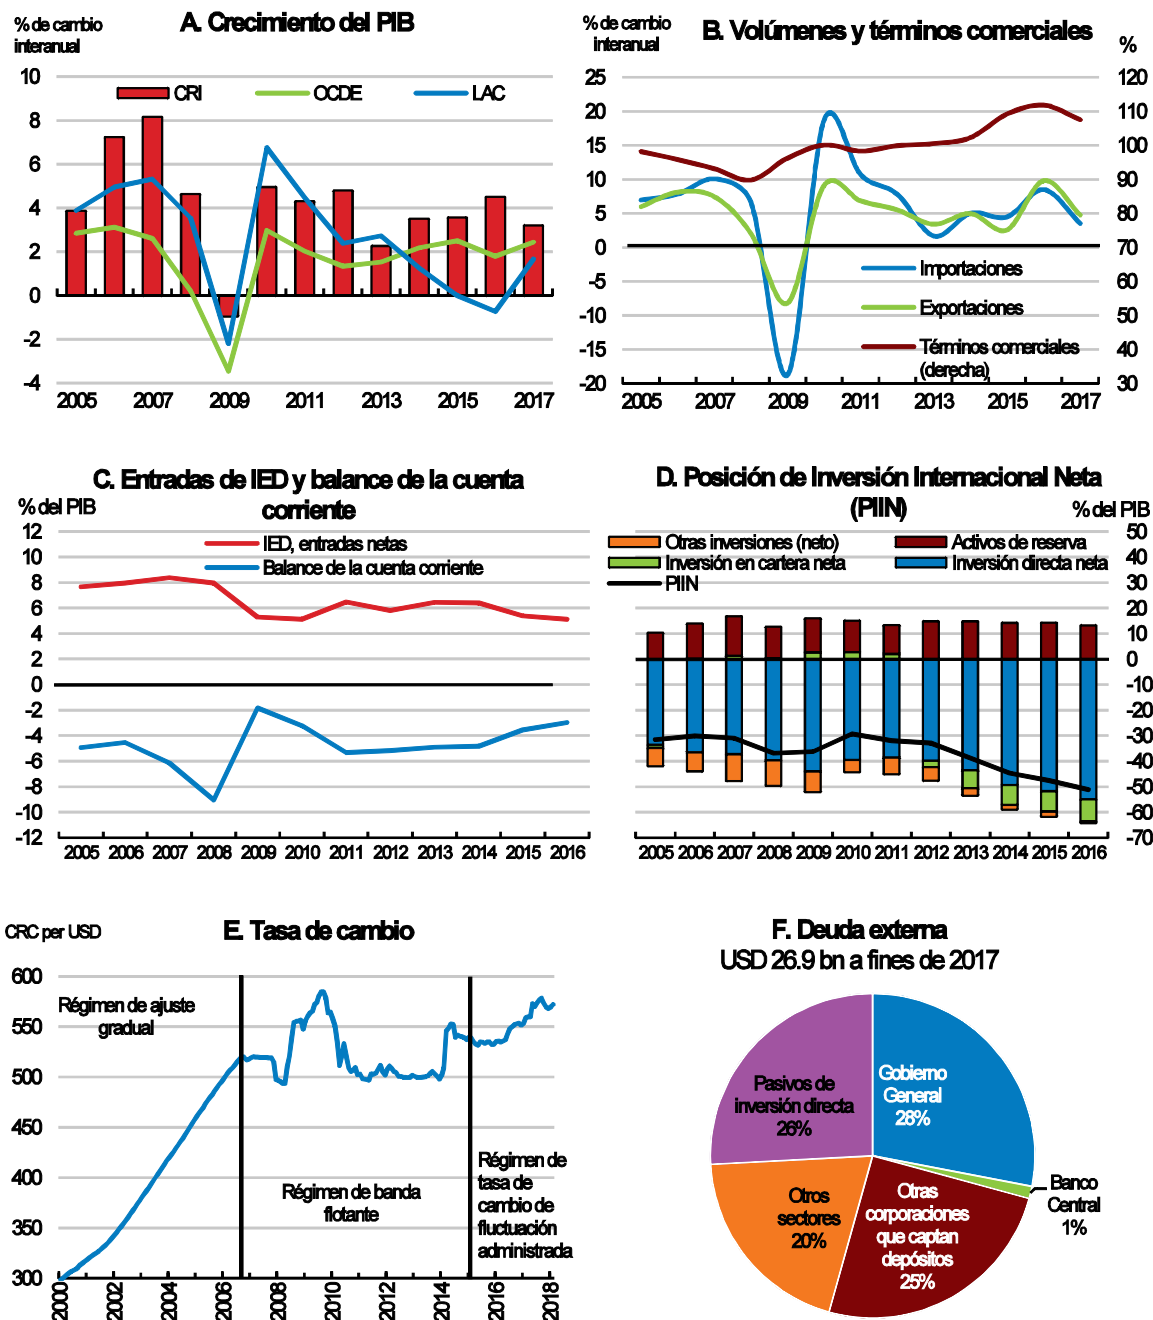 A. Crecimiento del PIB
% de cambio
interanual
CRI
OCDE
LAC
10
8
6
4
2
0
-2
-4
2005
2007
2009
2011
2013
2015
2017
B. Volúmenes y términos comerciales
% de cambio
interanual
%
25
20
15
10
5
0
-5
-10
-15
-20
120
110
100
90
80
70
60
50
40
30
Importaciones
Exportaciones
Términos comerciales
(derecha)
2005
2007
2009
2011
2013
2015
2017
C. Entradas de IED y balance de la cuenta
corriente
% del PIB
IED, entradas netas
Balance de la cuenta corriente
12
10
8
6
4
2
0
-2
-4
-6
-8
-10
-12
2005 2006 2007 2008 2009 2010 2011 2012 2013 2014 2015 2016
D. Posición de Inversión Internacional Neta
(PIIN)
% del PIB
Otras inversiones (neto)
Activos de reserva
Inversión en cartera neta
Inversión directa neta
PIIN
50
40
30
20
10
0
-10
-20
-30
-40
-50
-60
-70
2005 2006 2007 2008 2009 2010 2011 2012 2013 2014 2015 2016
E. Tasa de cambio
CRC per USD
600
550
500
450
400
350
300
Régimen de ajuste
gradual
Régimen de banda
flotante
Régimen de
tasa de
cambio de
fluctuación
administrada
2000
2002
2004
2006
2008
2010
2012
2014
2016
2018
F. Deuda externa
USD 26.9 bn a fines de 2017
Gobierno
General
28%
Banco
Central
1%
Otras
corporaciones
que captan
depósitos
25%
Otros
sectores
20%
Pasivos de
inversión directa
26%